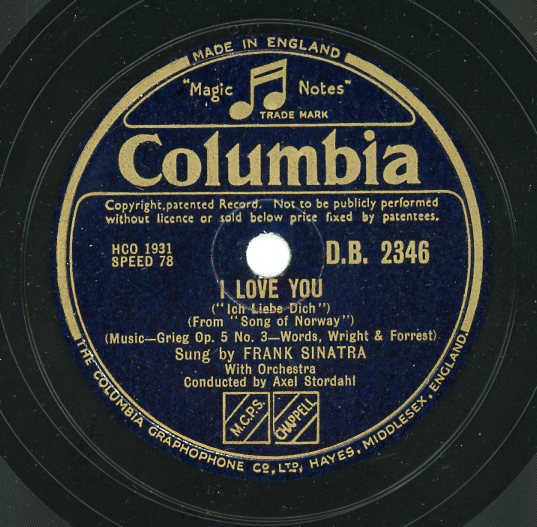 MADE IN ENGLAND
"Magic Notes"
TRADE MARK
Columbia
Copyright, patented Record. Not to be publicly performed
without licence or sold below price fixed by patentees.
HCO 1931
SPEED 78
D.B. 2346
I LOVE YOU
("Ich Liebe Dich")
(From "Song of Norway")
(Music—Grieg Op. 5 No. 3—Words, Wright & Forrest)
Sung by FRANK SINATRA
With Orchestra
Conducted by Axel Stordahl
M.C.P.S.
CHAPPELL
THE COLUMBIA GRAPHOPHONE CO., LTD., HAYES, MIDDLESEX, ENGLAND.